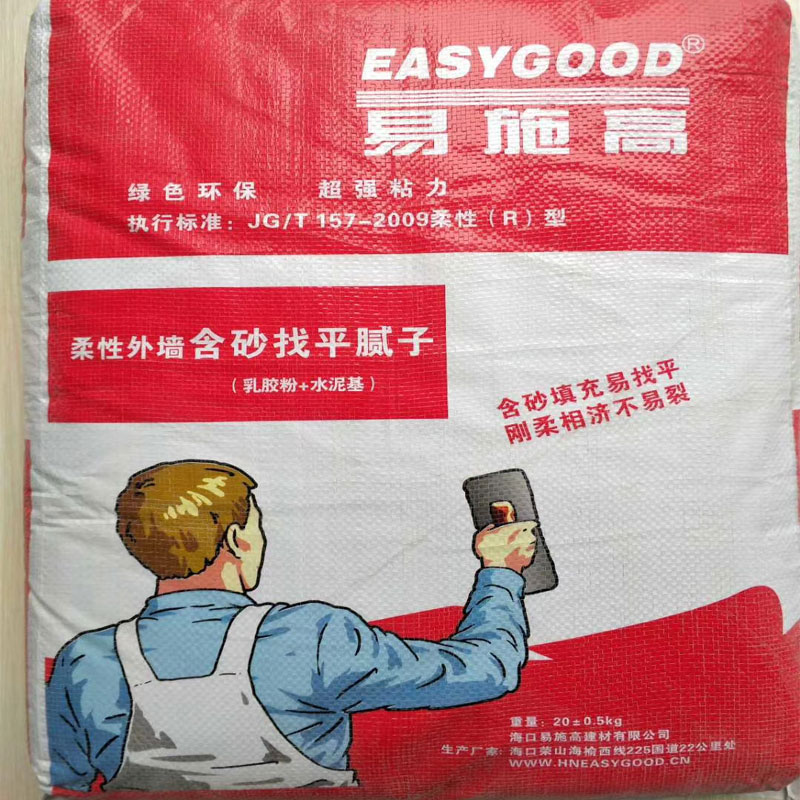 EASYGOOD®
易施高
绿色环保 超强粘力
执行标准：JG/T 157-2009柔性（R）型
柔性外墙含砂找平腻子
（乳胶粉+水泥基）
含砂填充易找平
刚柔相济不易裂
重量：20±0.5kg
海口易施高建材有限公司
生产厂家：海口荣山海榆西线225国道22公里处
WWW.HNEASYGOOD.CN